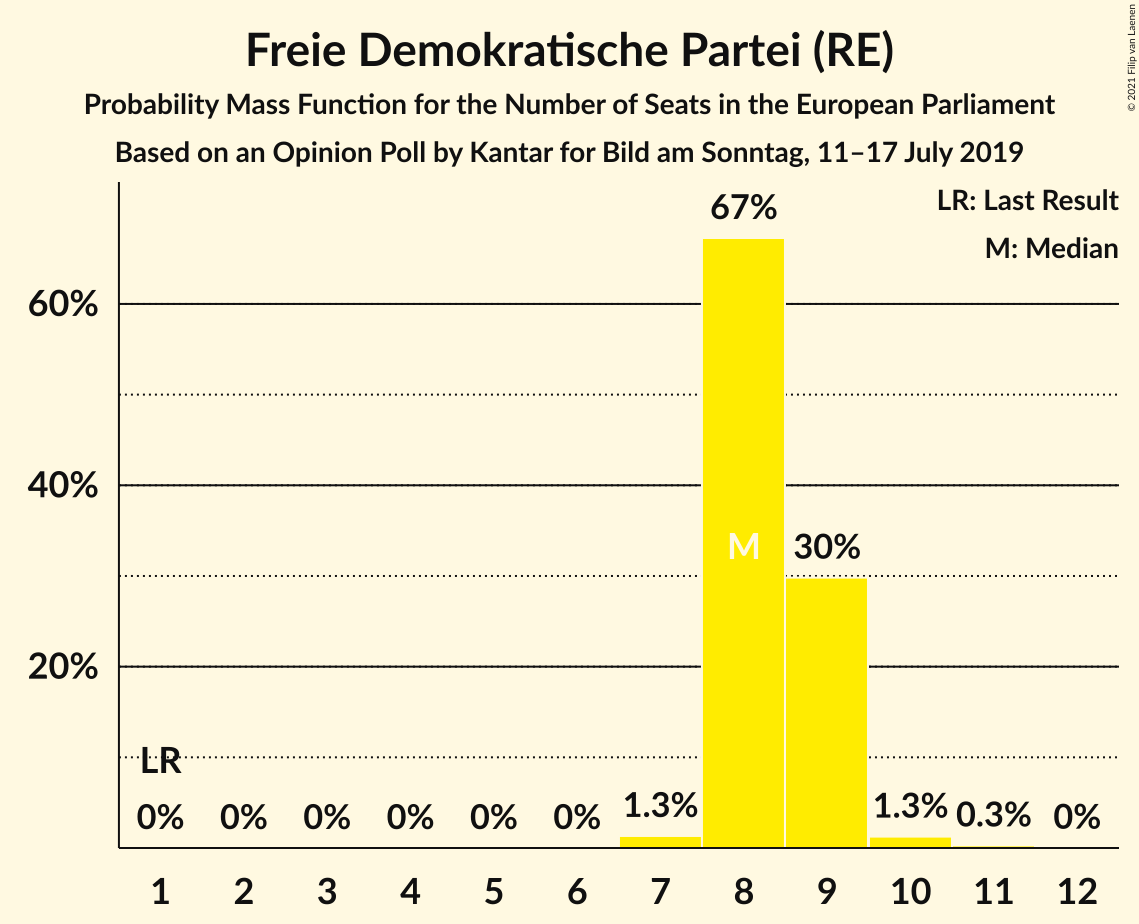 Freie Demokratische Partei (RE)
Probability Mass Function for the Number of Seats in the European Parliament
Based on an Opinion Poll by Kantar for Bild am Sonntag, 11–17 July 2019
© 2021 Filip van Laenen
LR: Last Result
M: Median
67%
60%
40%
M
30%
20%
LR
0% 0% 0% 0% 0% 0% 1.3% 1.3% 0.3% 0%
1 2 3 4 5 6 7 8 9 10 11 12